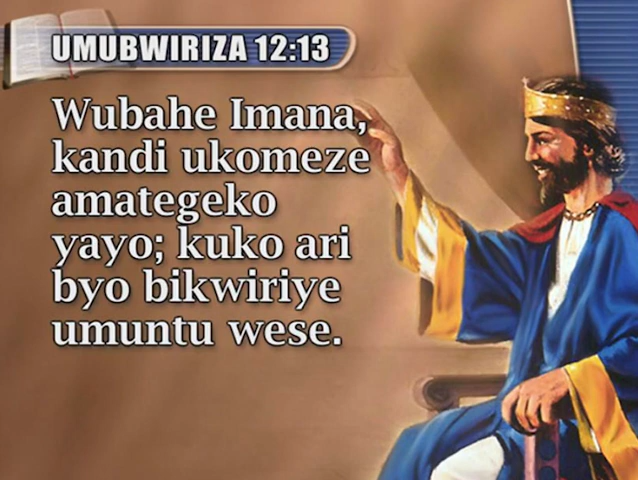 UMUBWIRIZA 12:13
Wubahe Imana,
kandi ukomeze
amategeko
yayo; kuko ari
byo bikwiriye
umuntu wese.